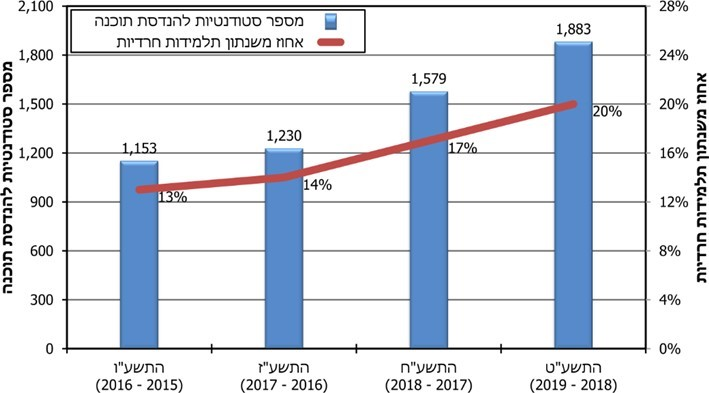 מספר סטודנטיות להנדסת תוכנה
אחוז משנתון תלמידות חרדיות
מספר סטודנטיות להנדסת תוכנה
2,100
1,800
1,500
1,200
900
600
300
0
1,153
1,230
1,579
1,883
13%
14%
17%
20%
28%
24%
20%
16%
12%
8%
4%
0%
אחוז משנתון תלמידות חרדיות
התשע"ו
(2016 - 2015)
התשע"ז
(2017 - 2016)
התשע"ח
(2018 - 2017)
התשע"ט
(2019 - 2018)